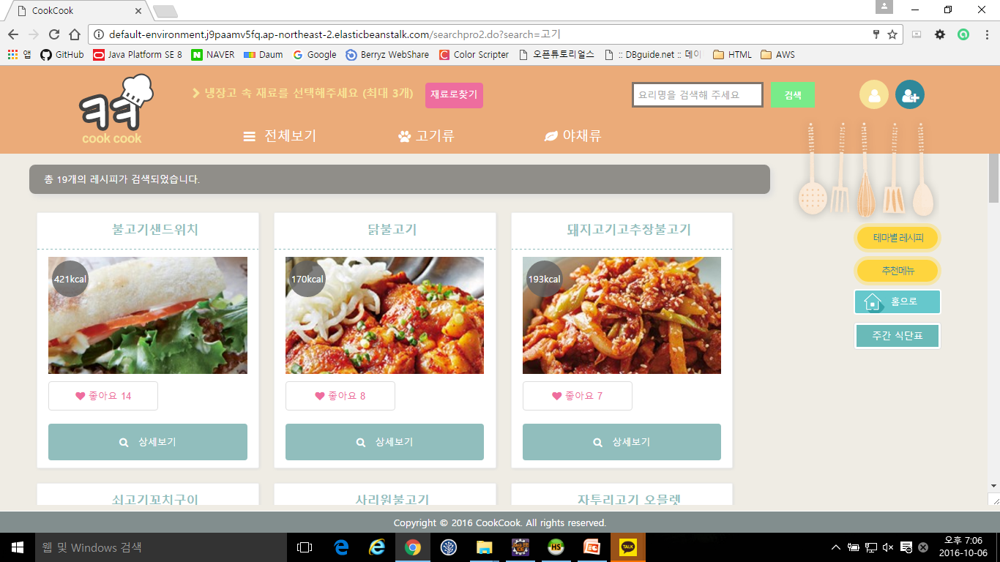 CookCook
default-environment.j9paamv5fq.ap-northeast-2.elasticbeanstalk.com/searchpro2.do?search=고기
앱 GitHub Java Platform SE 8 NAVER Daum Google Berryz WebShare Color Scripter 오픈튜토리얼스 :: DBguide.net :: 데이 HTML AWS
쿡쿡
cook cook
냉장고 속 재료를 선택해주세요 (최대 3개) 재료로찾기 요리명을 검색해 주세요 검색
전체보기 고기류 야채류
총 19개의 레시피가 검색되었습니다.
불고기샌드위치 닭불고기 돼지고기고추장불고기
421kcal 170kcal 193kcal
좋아요 14 좋아요 8 좋아요 7
상세보기 상세보기 상세보기
쇠고기꼬치구이 사리원불고기 자투리고기 오믈렛
테마별 레시피
추천메뉴
홈으로
주간 식단표
Copyright © 2016 CookCook. All rights reserved.
웹 및 Windows 검색
JAVA EE IDE
HS
TALK
오후 7:06
2016-10-06